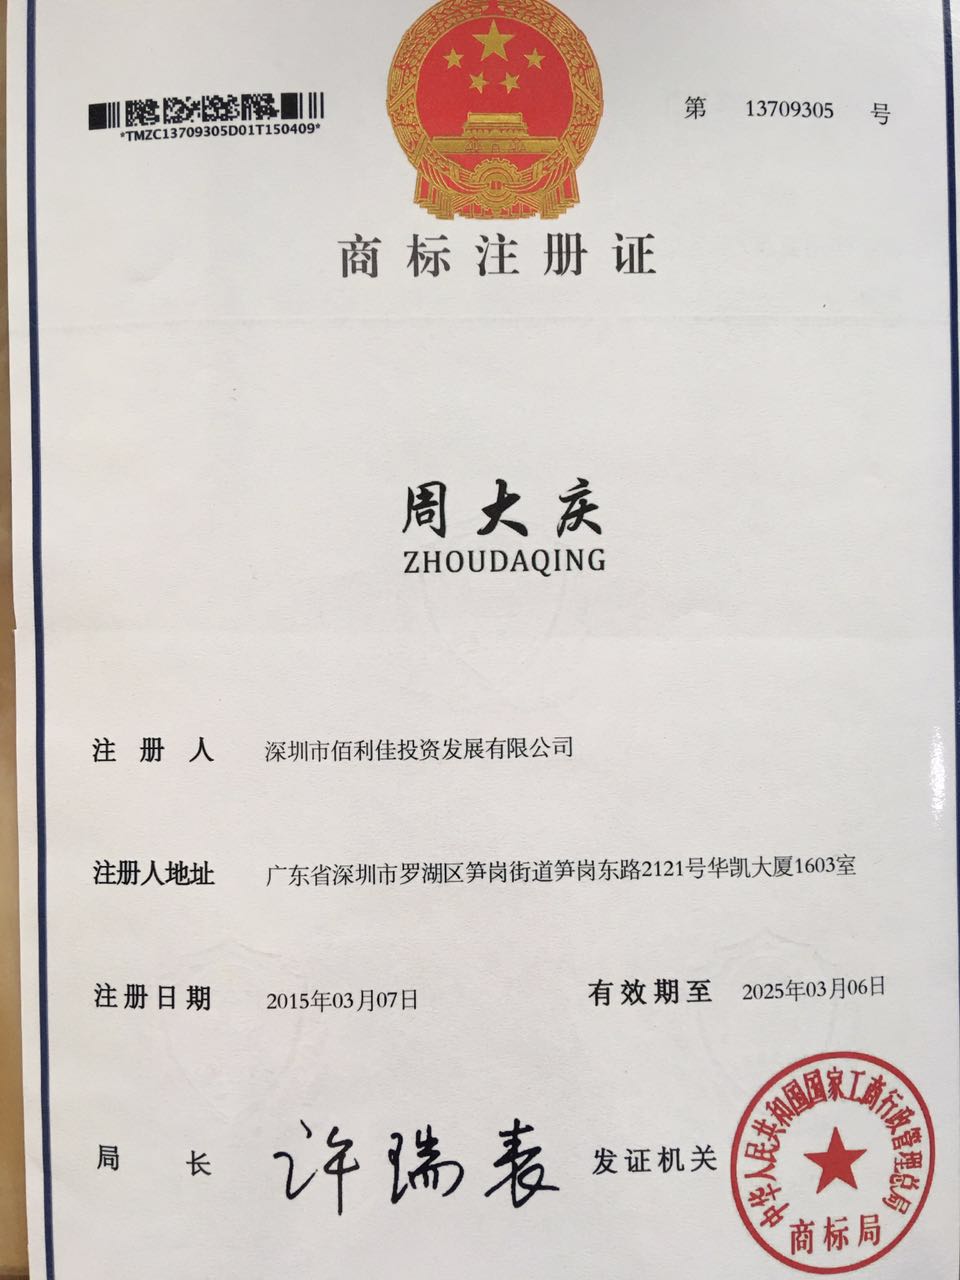 *TMZC13709305D01T150409*
第 13709305 号
商标注册证
周大庆
ZHOUDAQING
注册人 深圳市佰利佳投资发展有限公司
注册人地址 广东省深圳市罗湖区笋岗街道笋岗东路2121号华凯大厦1603室
注册日期 2015年03月07日 有效期至 2025年03月06日
局长 许瑞表 发证机关
中华人民共和国国家工商行政管理总局
商标局